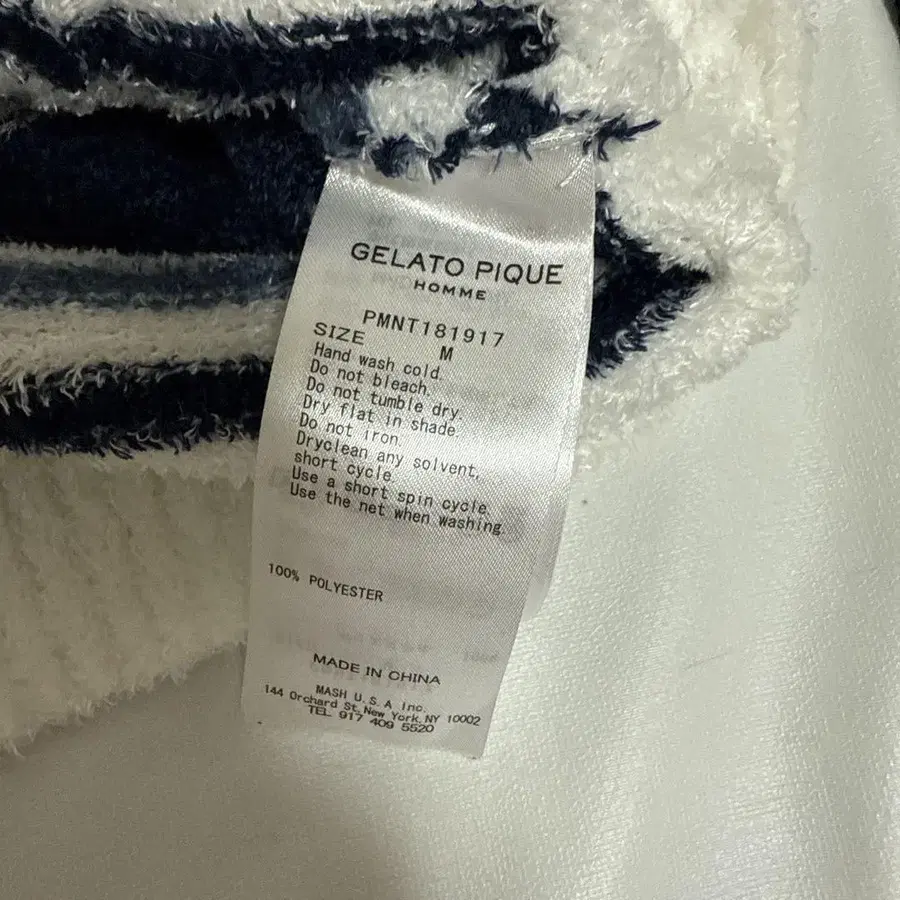 GELATO PIQUE
HOMME
PMNT181917
SIZE M
Hand wash cold.
Do not bleach.
Do not tumble dry.
Dry flat in shade.
Do not iron.
Dryclean any solvent,
short cycle.
Use a short spin cycle.
Use the net when washing.
100% POLYESTER
MADE IN CHINA
MASH U.S.A Inc.
144 Orchard St, New York, NY 10002
TEL 917 409 5520